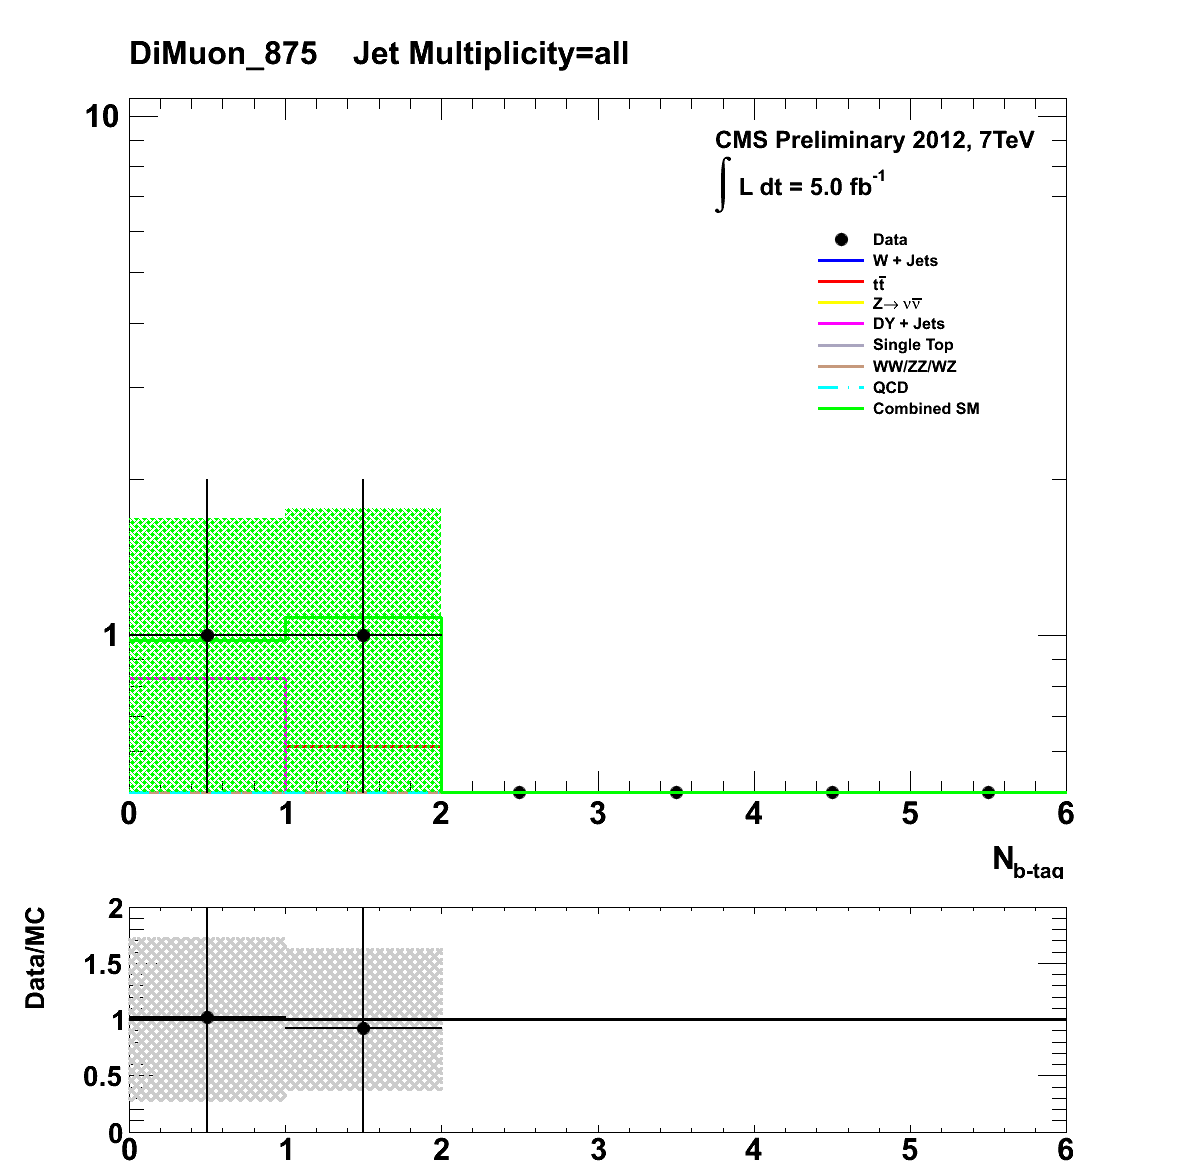 DiMuon_875 Jet Multiplicity=all
10
CMS Preliminary 2012, 7TeV
∫ L dt = 5.0 fb⁻¹
Data
W + Jets
tt̅
Z→ νν̅
DY + Jets
Single Top
WW/ZZ/WZ
QCD
Combined SM
1
0 1 2 3 4 5 6
N_b-tag
Data/MC
2
1.5
1
0.5
0
0 1 2 3 4 5 6